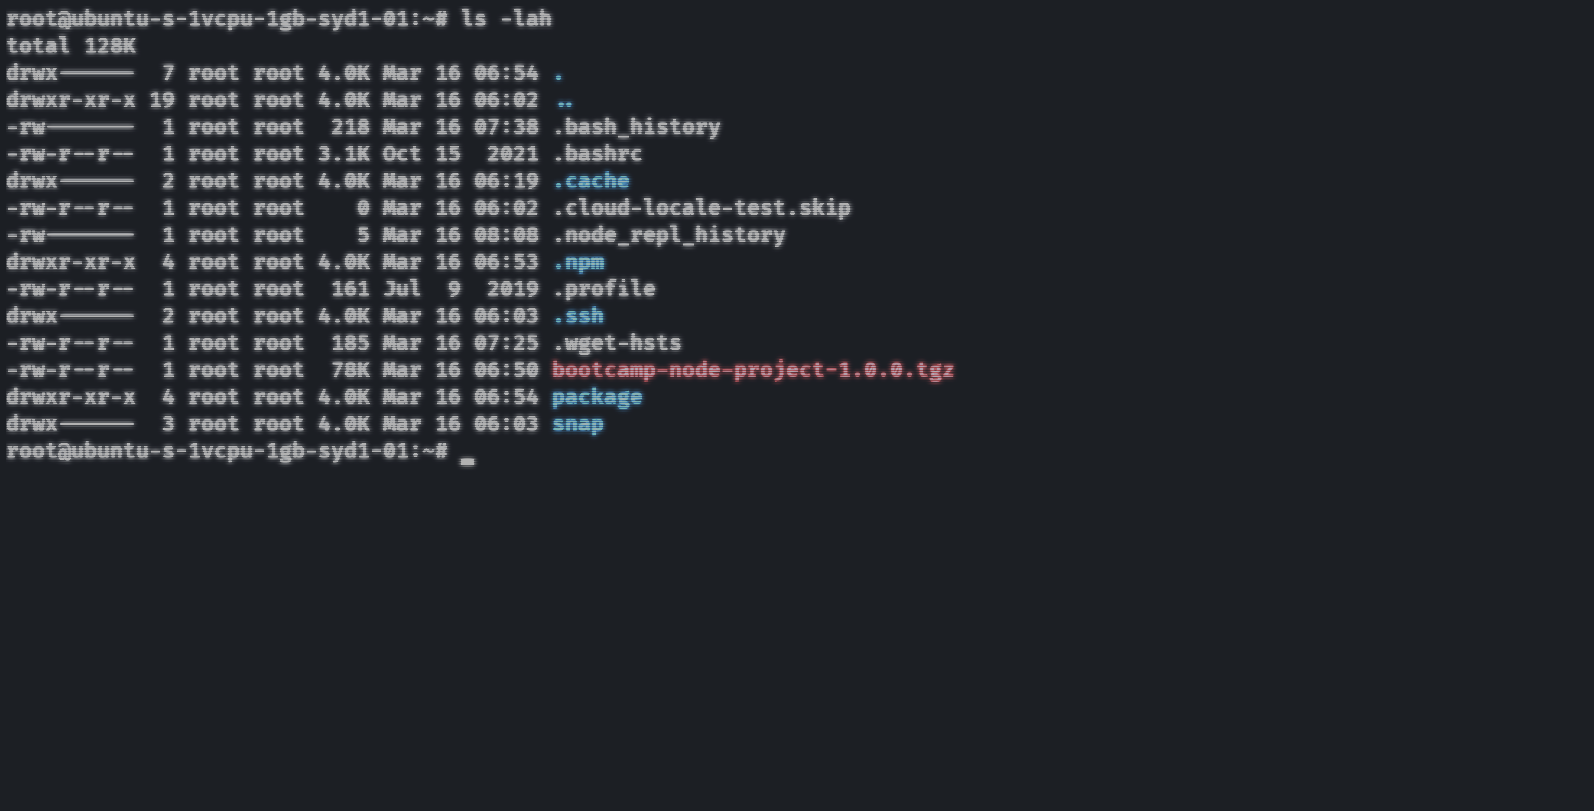 root@ubuntu-s-1vcpu-1gb-syd1-01:~# ls -lah
total 128K
drwx------  7 root root 4.0K Mar 16 06:54 .
drwxr-xr-x 19 root root 4.0K Mar 16 06:02 ..
-rw-------  1 root root  218 Mar 16 07:38 .bash_history
-rw-r--r--  1 root root 3.1K Oct 15  2021 .bashrc
drwx------  2 root root 4.0K Mar 16 06:19 .cache
-rw-r--r--  1 root root    0 Mar 16 06:02 .cloud-locale-test.skip
-rw-------  1 root root    5 Mar 16 08:08 .node_repl_history
drwxr-xr-x  4 root root 4.0K Mar 16 06:53 .npm
-rw-r--r--  1 root root  161 Jul  9  2019 .profile
drwx------  2 root root 4.0K Mar 16 06:03 .ssh
-rw-r--r--  1 root root  185 Mar 16 07:25 .wget-hsts
-rw-r--r--  1 root root  78K Mar 16 06:50 bootcamp-node-project-1.0.0.tgz
drwxr-xr-x  4 root root 4.0K Mar 16 06:54 package
drwx------  3 root root 4.0K Mar 16 06:03 snap
root@ubuntu-s-1vcpu-1gb-syd1-01:~# _